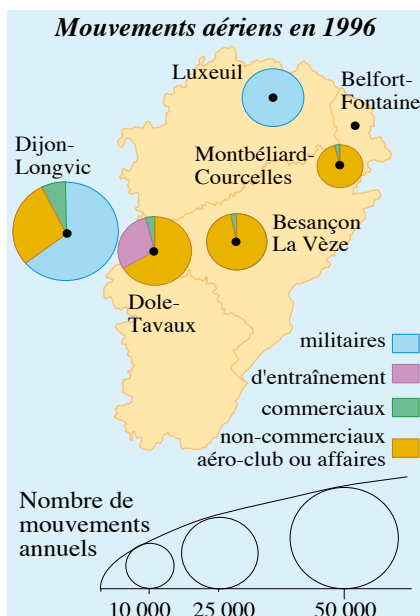 Mouvements aériens en 1996
Luxeuil
Belfort-
Fontaine
Dijon-
Longvic
Montbéliard-
Courcelles
Besançon
La Vèze
Dole-
Tavaux
militaires
d'entraînement
commerciaux
non-commerciaux
aéro-club ou affaires
Nombre de
mouvements
annuels
10 000
25 000
50 000